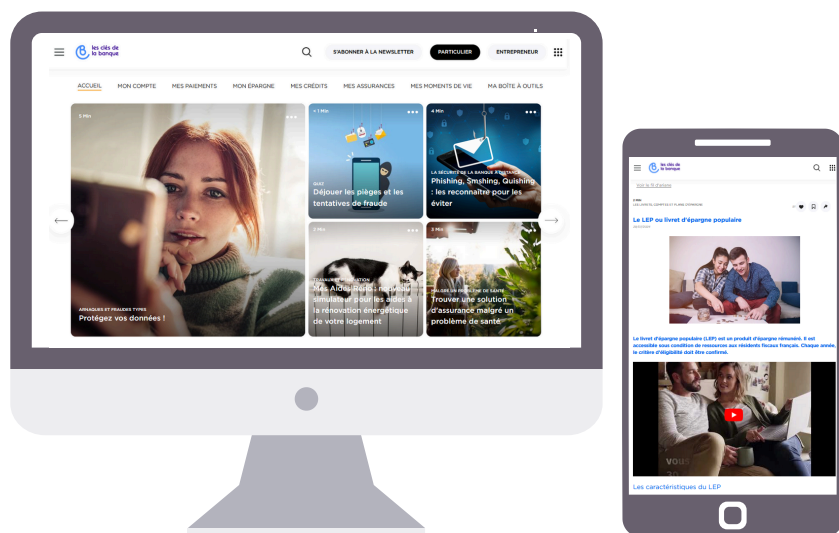 les clés de
la banque
S'ABONNER À LA NEWSLETTER
PARTICULIER
ENTREPRENEUR
ACCUEIL
MON COMPTE
MES PAIEMENTS
MON ÉPARGNE
MES CRÉDITS
MES ASSURANCES
MES MOMENTS DE VIE
MA BOÎTE À OUTILS
5 Min
ARNAQUES ET FRAUDES TYPES
Protégez vos données !
< 1 Min
QUIZ
Déjouer les pièges et les
tentatives de fraude
4 Min
LA SÉCURITÉ DE LA BANQUE À DISTANCE
Phishing, Smshing, Quishing
: les reconnaître pour les
éviter
Mes Aides Réno : nouveau
simulateur pour les aides à
la rénovation énergétique
de votre logement
MALGRÉ UN PROBLÈME DE SANTÉ
Trouver une solution
d'assurance malgré un
problème de santé
les clés de
la banque
Voir le fil d'ariane
Le LEP ou livret d'épargne populaire
Le livret d'épargne populaire (LEP) est un produit d'épargne rémunéré. Il est
accessible sous condition de ressources aux résidents fiscaux français. Chaque année,
le critère d'éligibilité doit être confirmé.
vous
Les caractéristiques du LEP